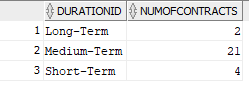 DURATIONID NUMOFCONTRACTS
1 Long-Term 2
2 Medium-Term 21
3 Short-Term 4